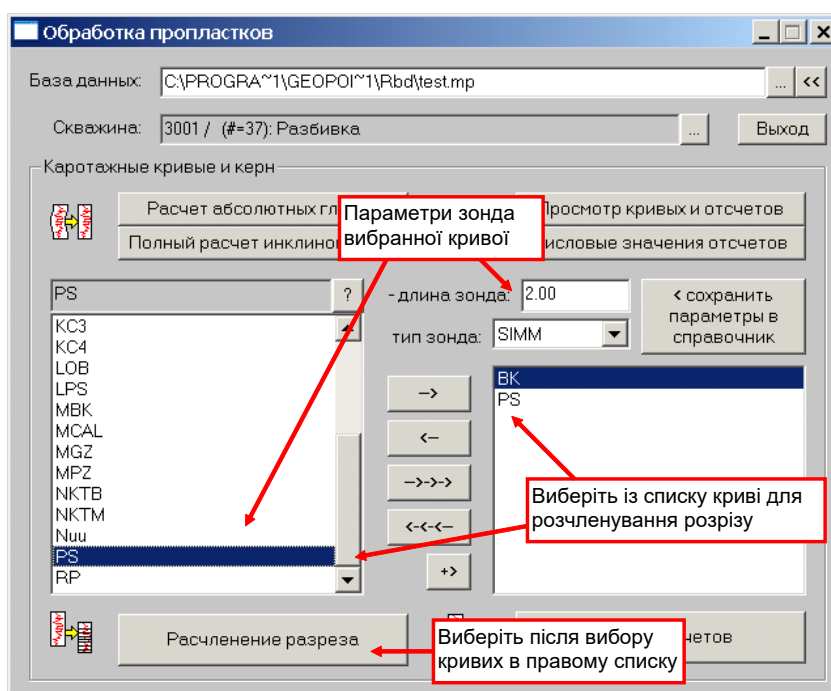 Обработка пропластков
База данных: C:\PROGRA~1\GEOPOI~1\Rbd\test.mp ... <<
Скважина: 3001 / (#=37): Разбивка ... Выход
Каротажные кривые и керн
Расчет абсолютных гл
Просмотр кривых и отсчетов
Полный расчет инклино
исловые значения отсчетов
Параметри зонда
вибранної кривої
PS ?
- длина зонда: 2.00
тип зонда: SIMM
< сохранить
параметры в
справочник
КС3
КС4
LOB
LPS
MBK
MCAL
MGZ
MPZ
NKTB
NKTM
Nuu
PS
RP
–>
<–
–>->->
<-<-<–
+>
BK
PS
Виберіть із списку криві для
розчленування розрізу
Расчленение разреза
Виберіть після вибору
кривих в правому списку
четов